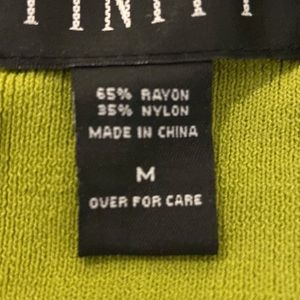 65% RAYON
35% NYLON
MADE IN CHINA
M
OVER FOR CARE